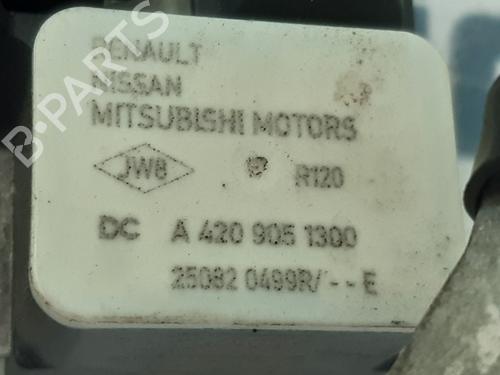 RENAULT
NISSAN
MITSUBISHI MOTORS
JW8 R120
DC A 420 905 1300
25082 0499R/ - - E
B-PARTS